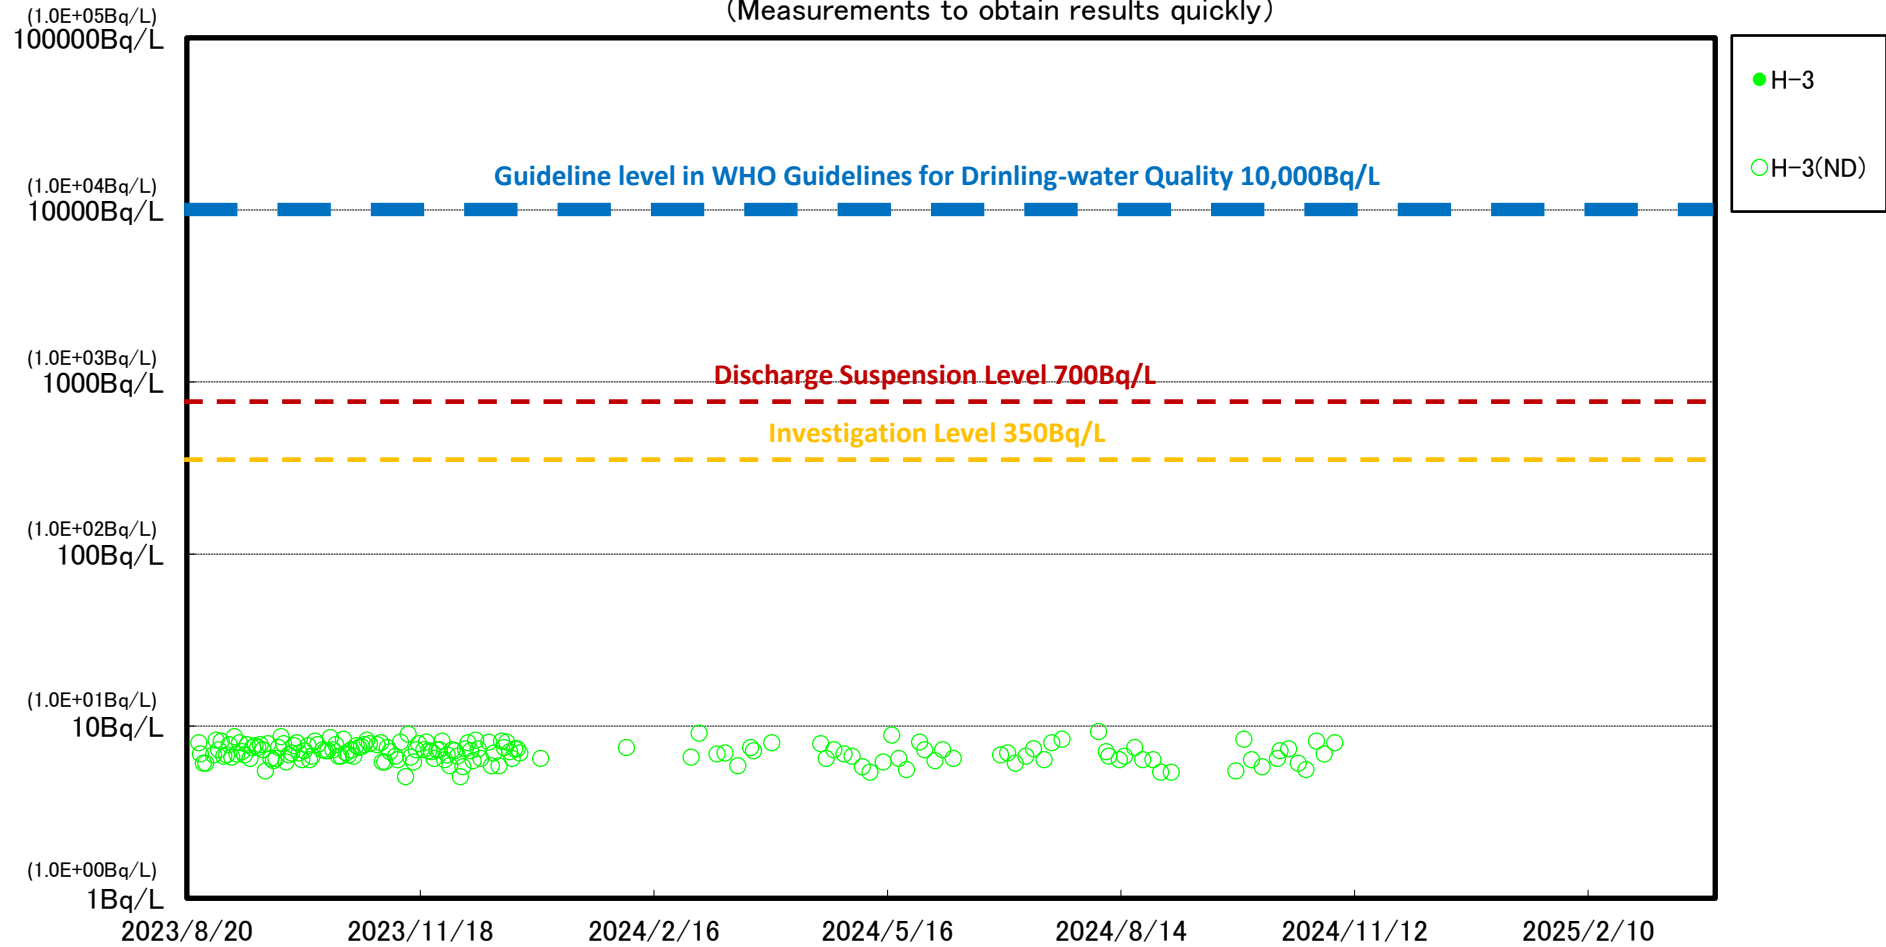 (Measurements to obtain results quickly)
(1.0E+05Bq/L)
100000Bq/L
H-3
H-3(ND)
Guideline level in WHO Guidelines for Drinling-water Quality 10,000Bq/L
(1.0E+04Bq/L)
10000Bq/L
(1.0E+03Bq/L)
1000Bq/L
Discharge Suspension Level 700Bq/L
Investigation Level 350Bq/L
(1.0E+02Bq/L)
100Bq/L
(1.0E+01Bq/L)
10Bq/L
(1.0E+00Bq/L)
1Bq/L
2023/8/20 2023/11/18 2024/2/16 2024/5/16 2024/8/14 2024/11/12 2025/2/10